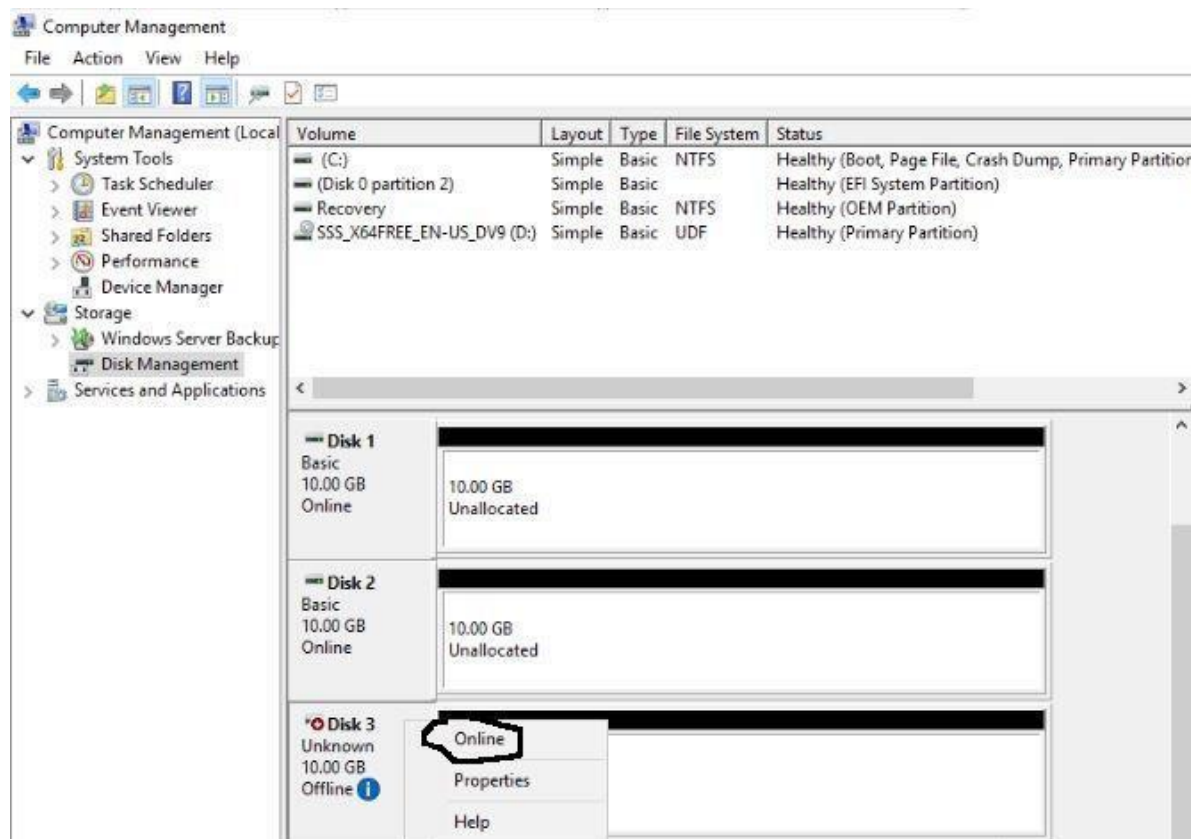 Computer Management
File Action View Help
Computer Management (Local
System Tools
Task Scheduler
Event Viewer
Shared Folders
Performance
Device Manager
Storage
Windows Server Backup
Disk Management
Services and Applications
Volume Layout Type File System Status
(C:) Simple Basic NTFS Healthy (Boot, Page File, Crash Dump, Primary Partition
(Disk 0 partition 2) Simple Basic Healthy (EFI System Partition)
Recovery Simple Basic NTFS Healthy (OEM Partition)
SSS_X64FREE_EN-US_DV9 (D:) Simple Basic UDF Healthy (Primary Partition)
Disk 1
Basic
10.00 GB
Online
10.00 GB
Unallocated
Disk 2
Basic
10.00 GB
Online
10.00 GB
Unallocated
Disk 3
Unknown
10.00 GB
Offline
Online
Properties
Help